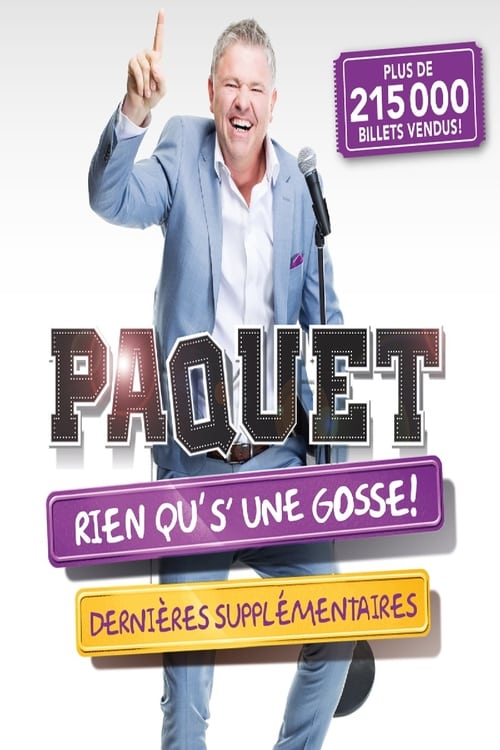 PLUS DE
215 000
BILLETS VENDUS!
PAQUET
RIEN QU'S' UNE GOSSE!
DERNIÈRES SUPPLÉMENTAIRES